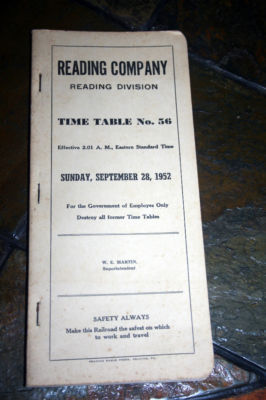 READING COMPANY
READING DIVISION
TIME TABLE No. 56
Effective 2.01 A. M., Eastern Standard Time
SUNDAY, SEPTEMBER 28, 1952
For the Government of Employes Only
Destroy all former Time Tables
W. E. MARTIN,
Superintendent
SAFETY ALWAYS
Make this Railroad the safest on which
to work and travel